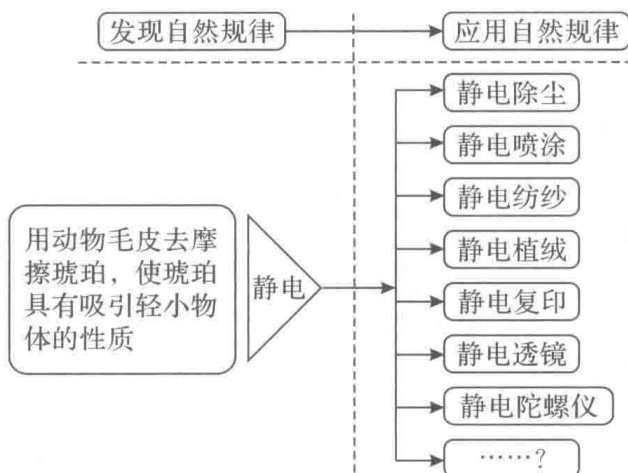 发现自然规律
应用自然规律
用动物毛皮去摩
擦琥珀，使琥珀
具有吸引轻小物
体的性质
静电
静电除尘
静电喷涂
静电纺纱
静电植绒
静电复印
静电透镜
静电陀螺仪
……?